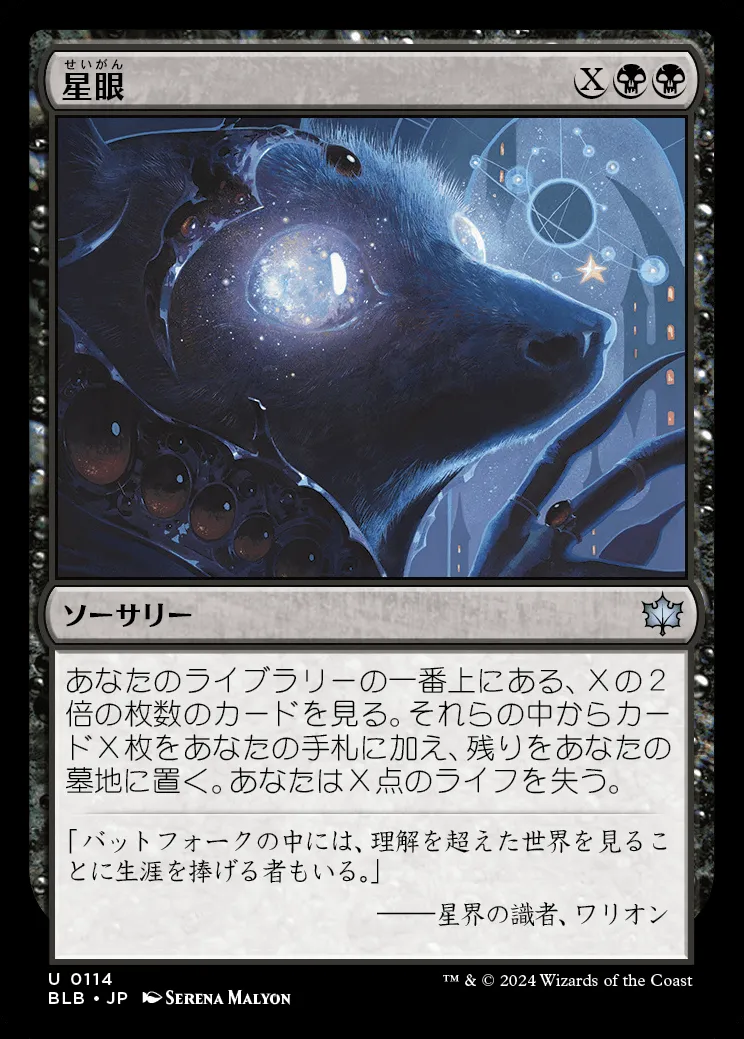 せいがん
星眼
X
ソーサリー
あなたのライブラリーの一番上にある、Xの2
倍の枚数のカードを見る。それらの中からカー
ドX枚をあなたの手札に加え、残りをあなたの
墓地に置く。あなたはX点のライフを失う。
「バットフォークの中には、理解を超えた世界を見るこ
とに生涯を捧げる者もいる。」
――星界の識者、ワリオン
U 0114
BLB • JP Serena Malyon
™ & © 2024 Wizards of the Coast